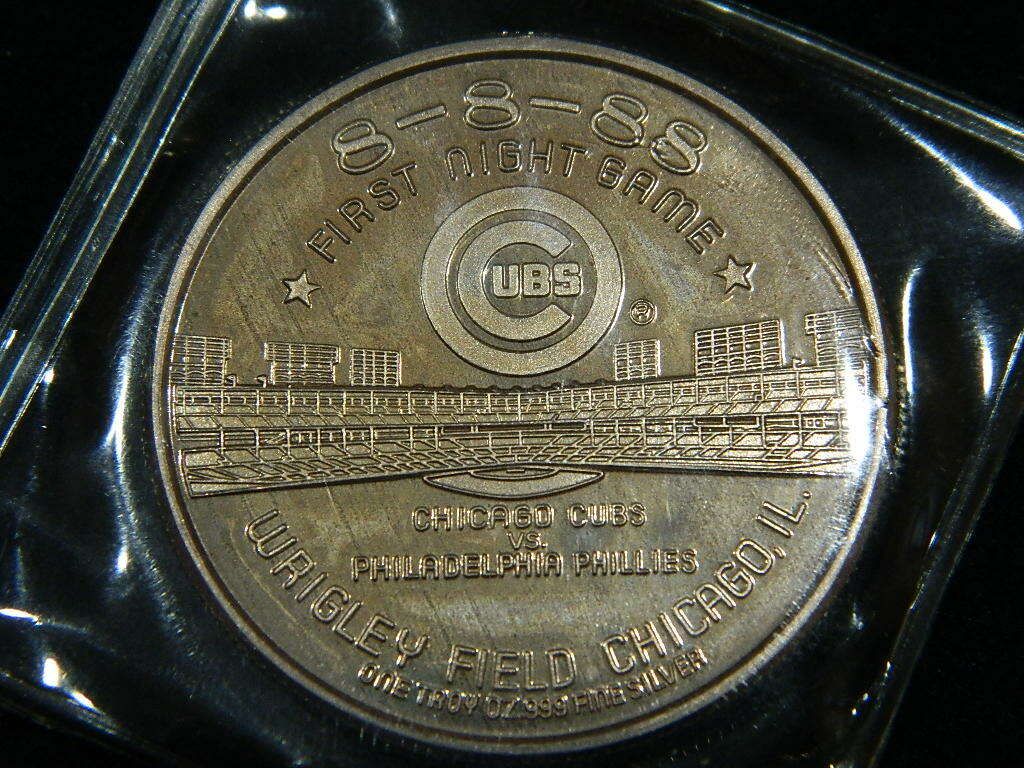 8-8-88
FIRST NIGHT GAME
CUBS
®
CHICAGO CUBS
VS.
PHILADELPHIA PHILLIES
WRIGLEY FIELD CHICAGO, IL.
ONE TROY OZ .999 FINE SILVER